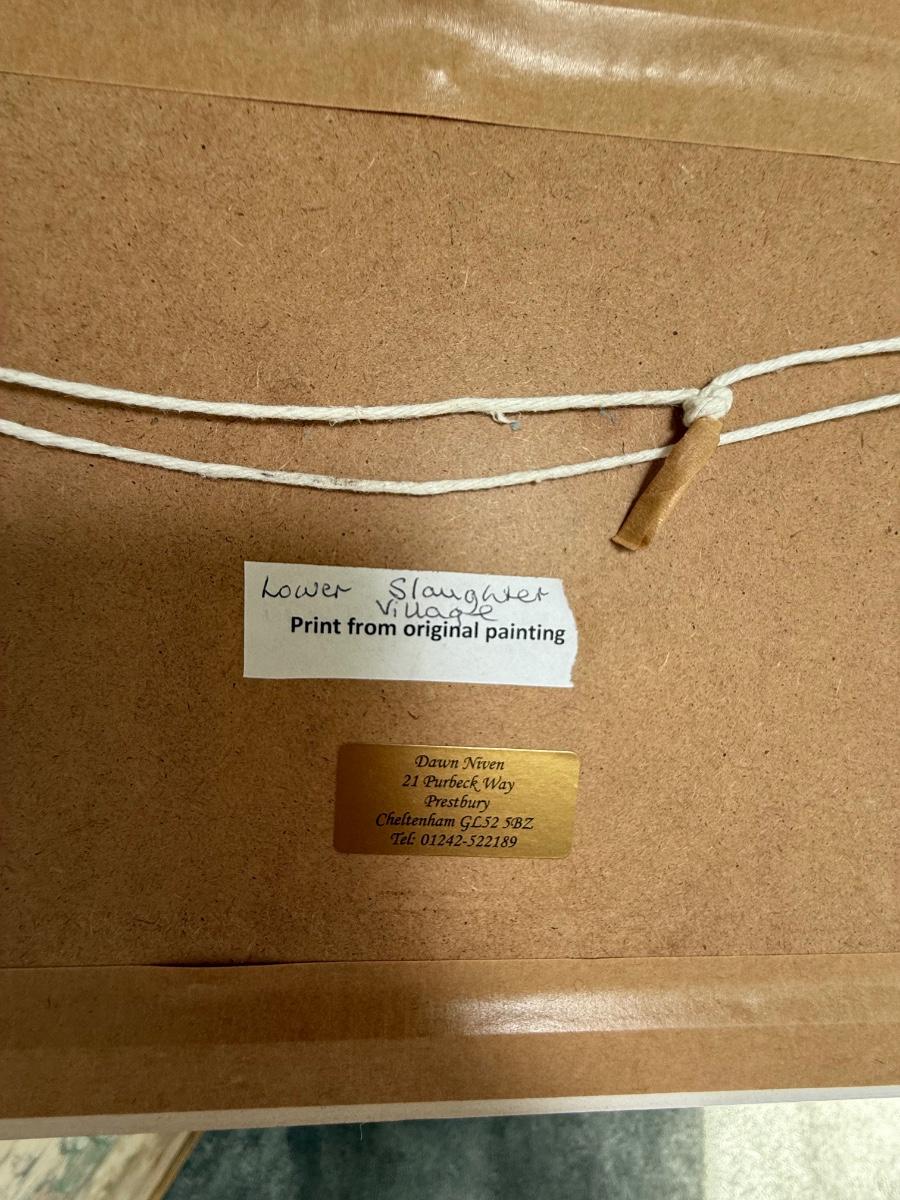 Lower Slaughter
Village
Print from original painting
Dawn Niven
21 Purbeck Way
Prestbury
Cheltenham GL52 5BZ
Tel: 01242-522189